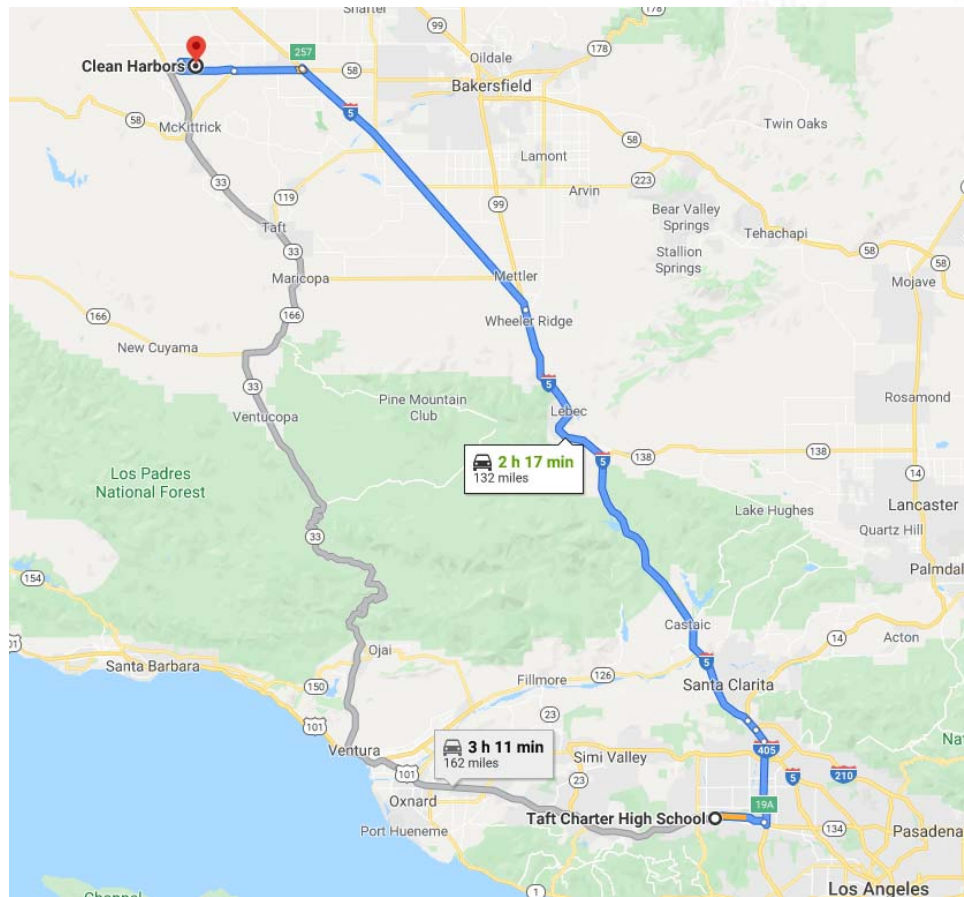 Shafter
99
178
Oildale
178
257
Clean Harbors
58
Bakersfield
5
58
58
McKittrick
Twin Oaks
Lamont
223
33
119
99
Arvin
Bear Valley
Springs
Taft
Stallion
Springs
Tehachapi
58
58
33
Maricopa
Mettler
Mojave
166
166
Wheeler Ridge
New Cuyama
5
33
Pine Mountain
Club
Lebec
Rosamond
Ventucopa
2 h 17 min
132 miles
5
138
138
14
Los Padres
National Forest
Lancaster
Lake Hughes
Quartz Hill
33
Palmdal
154
Castaic
14
Acton
101
Ojai
Santa Barbara
5
150
Fillmore
126
Santa Clarita
101
23
Ventura
3 h 11 min
162 miles
405
Simi Valley
5
210
101
23
Oxnard
19A
Taft Charter High School
Port Hueneme
134
Pasadena
1
Los Angeles
Channel